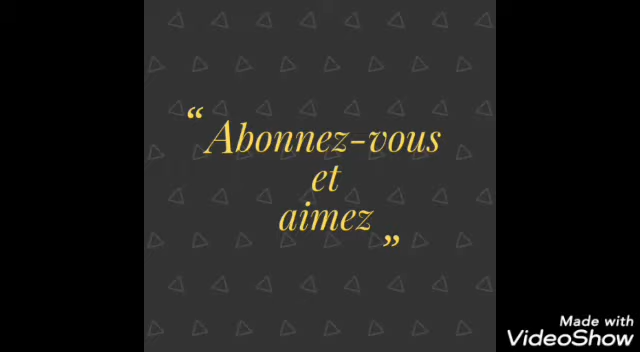 “ Abonnez-vous
et
aimez „
Made with
VideoShow